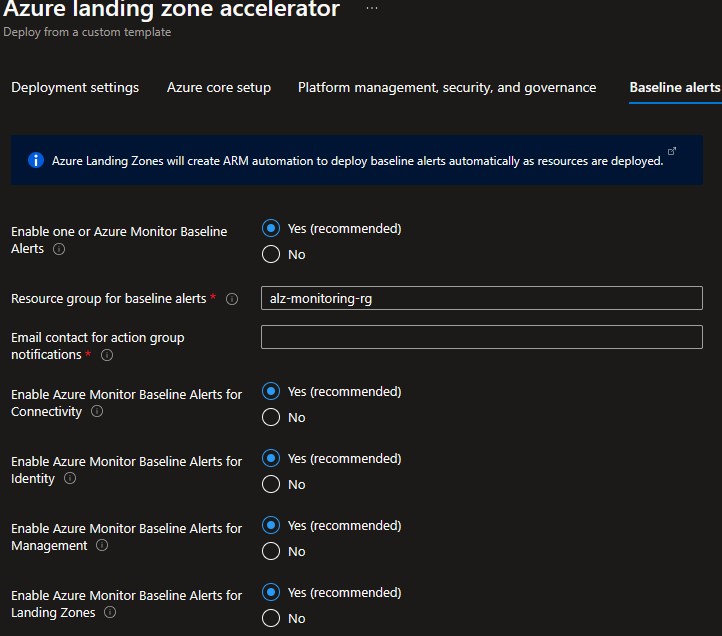 Azure landing zone accelerator ...
Deploy from a custom template
Deployment settings Azure core setup Platform management, security, and governance Baseline alerts
Azure Landing Zones will create ARM automation to deploy baseline alerts automatically as resources are deployed.
Enable one or Azure Monitor Baseline
Alerts
Yes (recommended)
No
Resource group for baseline alerts *
alz-monitoring-rg
Email contact for action group
notifications *
Enable Azure Monitor Baseline Alerts for
Connectivity
Yes (recommended)
No
Enable Azure Monitor Baseline Alerts for
Identity
Yes (recommended)
No
Enable Azure Monitor Baseline Alerts for
Management
Yes (recommended)
No
Enable Azure Monitor Baseline Alerts for
Landing Zones
Yes (recommended)
No